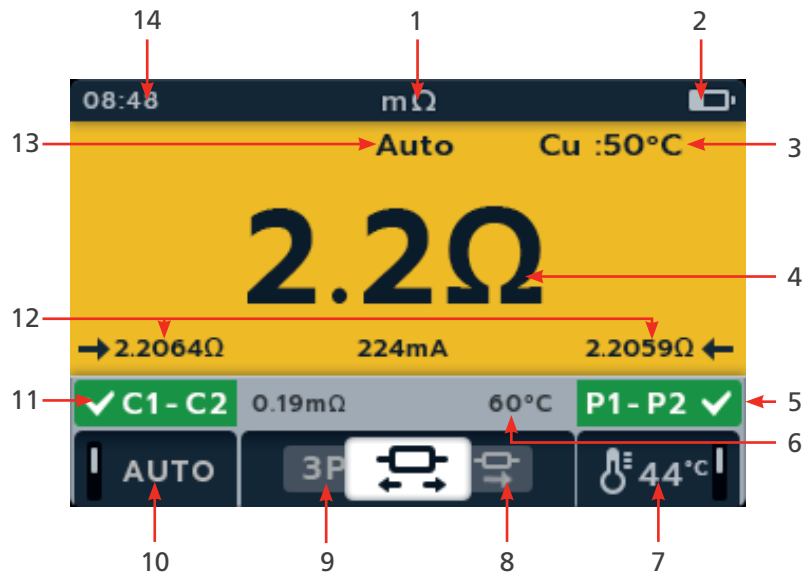 14 1 2
08:48 mΩ
13 Auto Cu :50°C 3
2.2Ω 4
12
→2.2064Ω 224mA 2.2059Ω←
11 ✓C1-C2 0.19mΩ 60°C P1-P2 ✓ 5
6
AUTO 3P 44°C
10 9 8 7